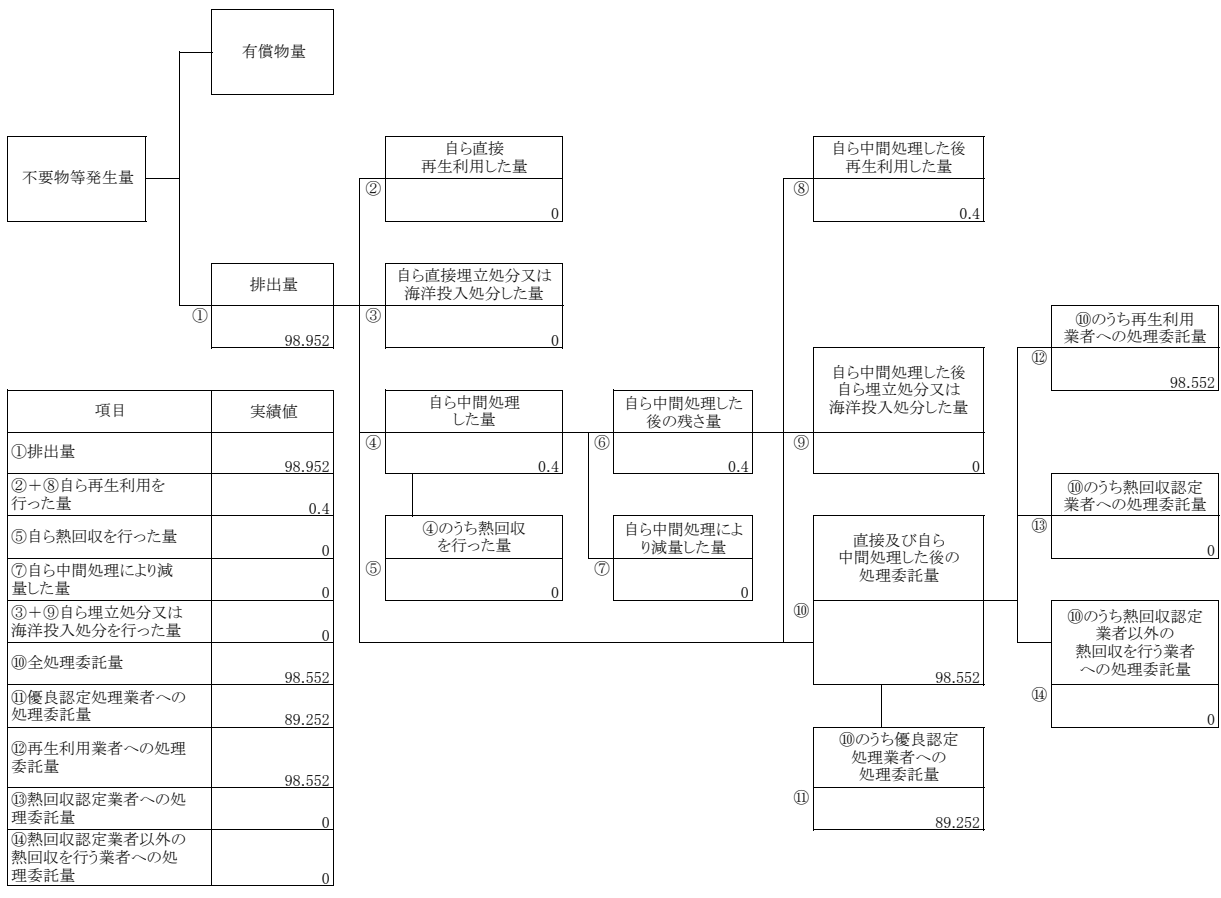 有償物量
不要物等発生量
排出量
①
98.952
自ら直接
再生利用した量
②
0
自ら直接埋立処分又は
海洋投入処分した量
③
0
自ら中間処理
した量
④
0.4
④のうち熱回収
を行った量
⑤
0
自ら中間処理した
後の残さ量
⑥
0.4
自ら中間処理によ
り減量した量
⑦
0
自ら中間処理した後
再生利用した量
⑧
0.4
自ら中間処理した後
自ら埋立処分又は
海洋投入処分した量
⑨
0
直接及び自ら
中間処理した後の
処理委託量
⑩
98.552
⑩のうち優良認定
処理業者への
処理委託量
⑪
89.252
⑩のうち再生利用
業者への処理委託量
⑫
98.552
⑩のうち熱回収認定
業者への処理委託量
⑬
0
⑩のうち熱回収認定
業者以外の
熱回収を行う業者
への処理委託量
⑭
0
項目 実績値
①排出量
98.952
②＋⑧自ら再生利用を
行った量
0.4
⑤自ら熱回収を行った量
0
⑦自ら中間処理により減
量した量
0
③＋⑨自ら埋立処分又は
海洋投入処分を行った量
0
⑩全処理委託量
98.552
⑪優良認定処理業者への
処理委託量
89.252
⑫再生利用業者への処理
委託量
98.552
⑬熱回収認定業者への処
理委託量
0
⑭熱回収認定業者以外の
熱回収を行う業者への処
理委託量
0